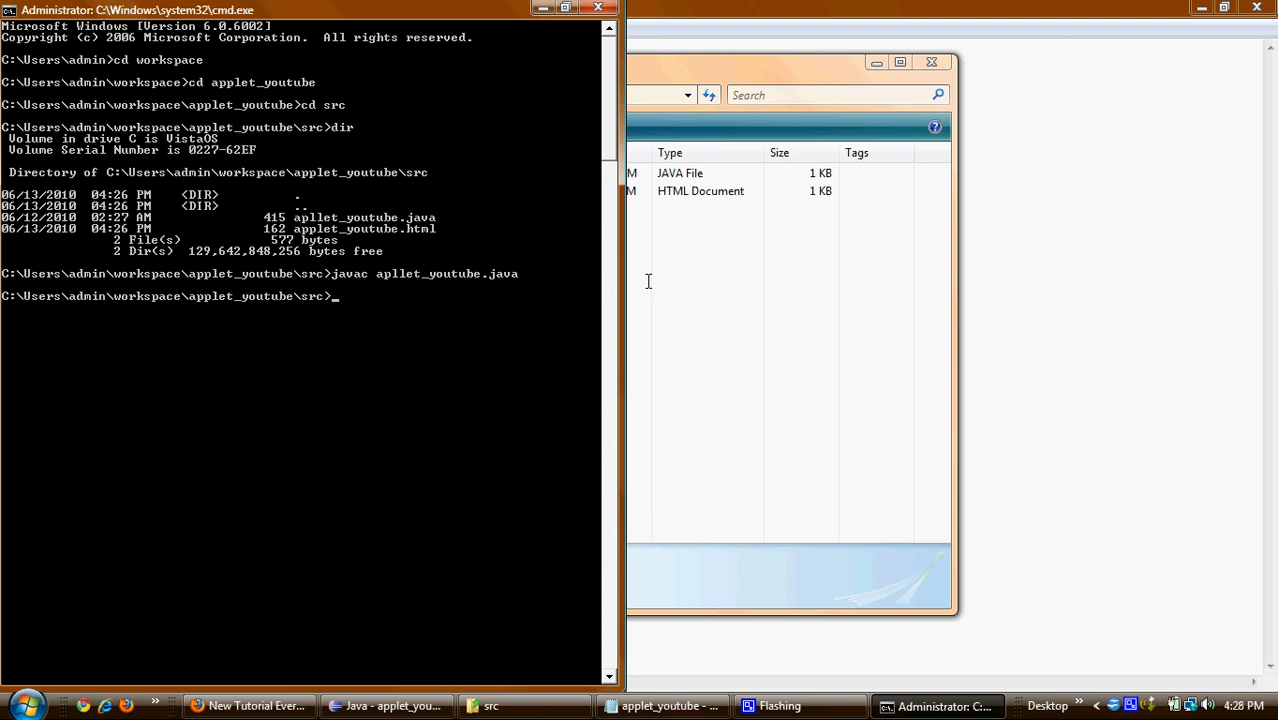 Administrator: C:\Windows\system32\cmd.exe
Microsoft Windows [Version 6.0.6002]
Copyright (c) 2006 Microsoft Corporation.  All rights reserved.
C:\Users\admin>cd workspace
C:\Users\admin\workspace>cd applet_youtube
C:\Users\admin\workspace\applet_youtube>cd src
C:\Users\admin\workspace\applet_youtube\src>dir
Volume in drive C is VistaOS
Volume Serial Number is 0227-62EF
Directory of C:\Users\admin\workspace\applet_youtube\src
06/13/2010  04:26 PM    <DIR>          .
06/13/2010  04:26 PM    <DIR>          ..
06/12/2010  02:27 AM               415 apllet_youtube.java
06/13/2010  04:26 PM               162 applet_youtube.html
2 File(s)            577 bytes
2 Dir(s)  129,642,848,256 bytes free
C:\Users\admin\workspace\applet_youtube\src>javac apllet_youtube.java
C:\Users\admin\workspace\applet_youtube\src>_
Search
Type Size Tags
M JAVA File 1 KB
M HTML Document 1 KB
New Tutorial Ever... Java - applet_you... src applet_youtube - ... Flashing Administrator: C:... Desktop 4:28 PM